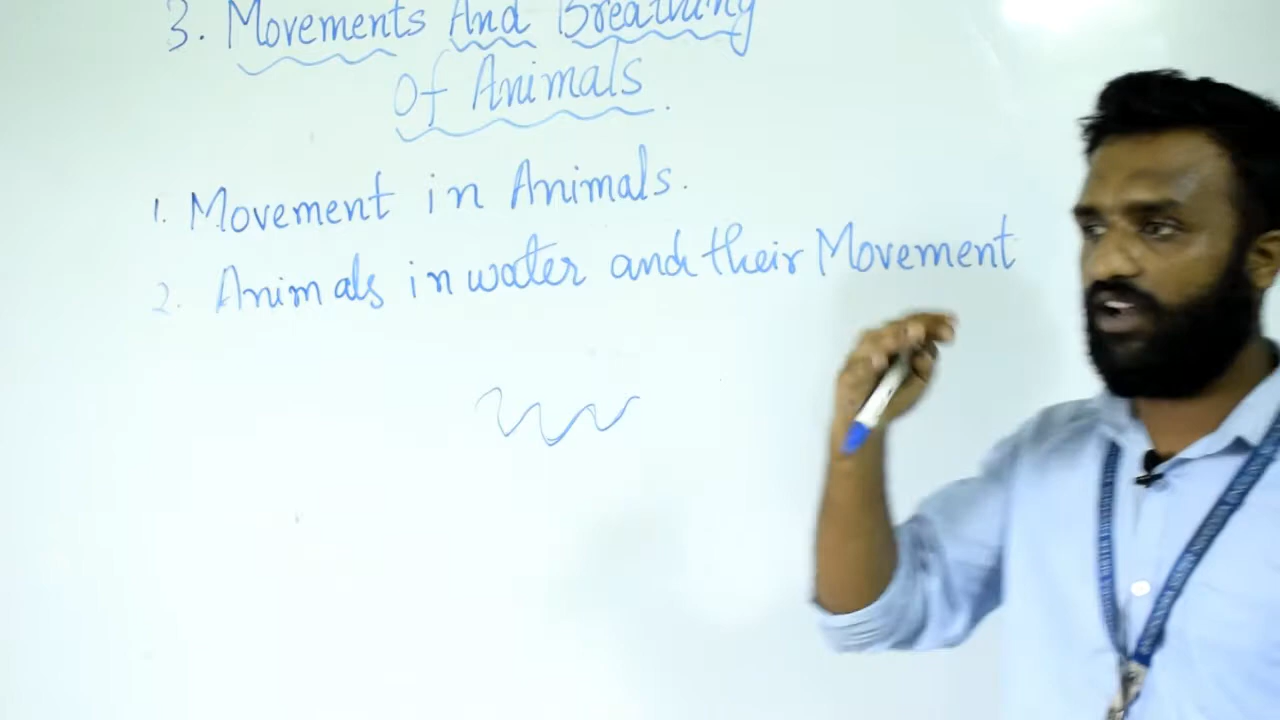 3. Movements And Breathing
Of Animals.
1. Movement in Animals.
2. Animals in water and their Movement